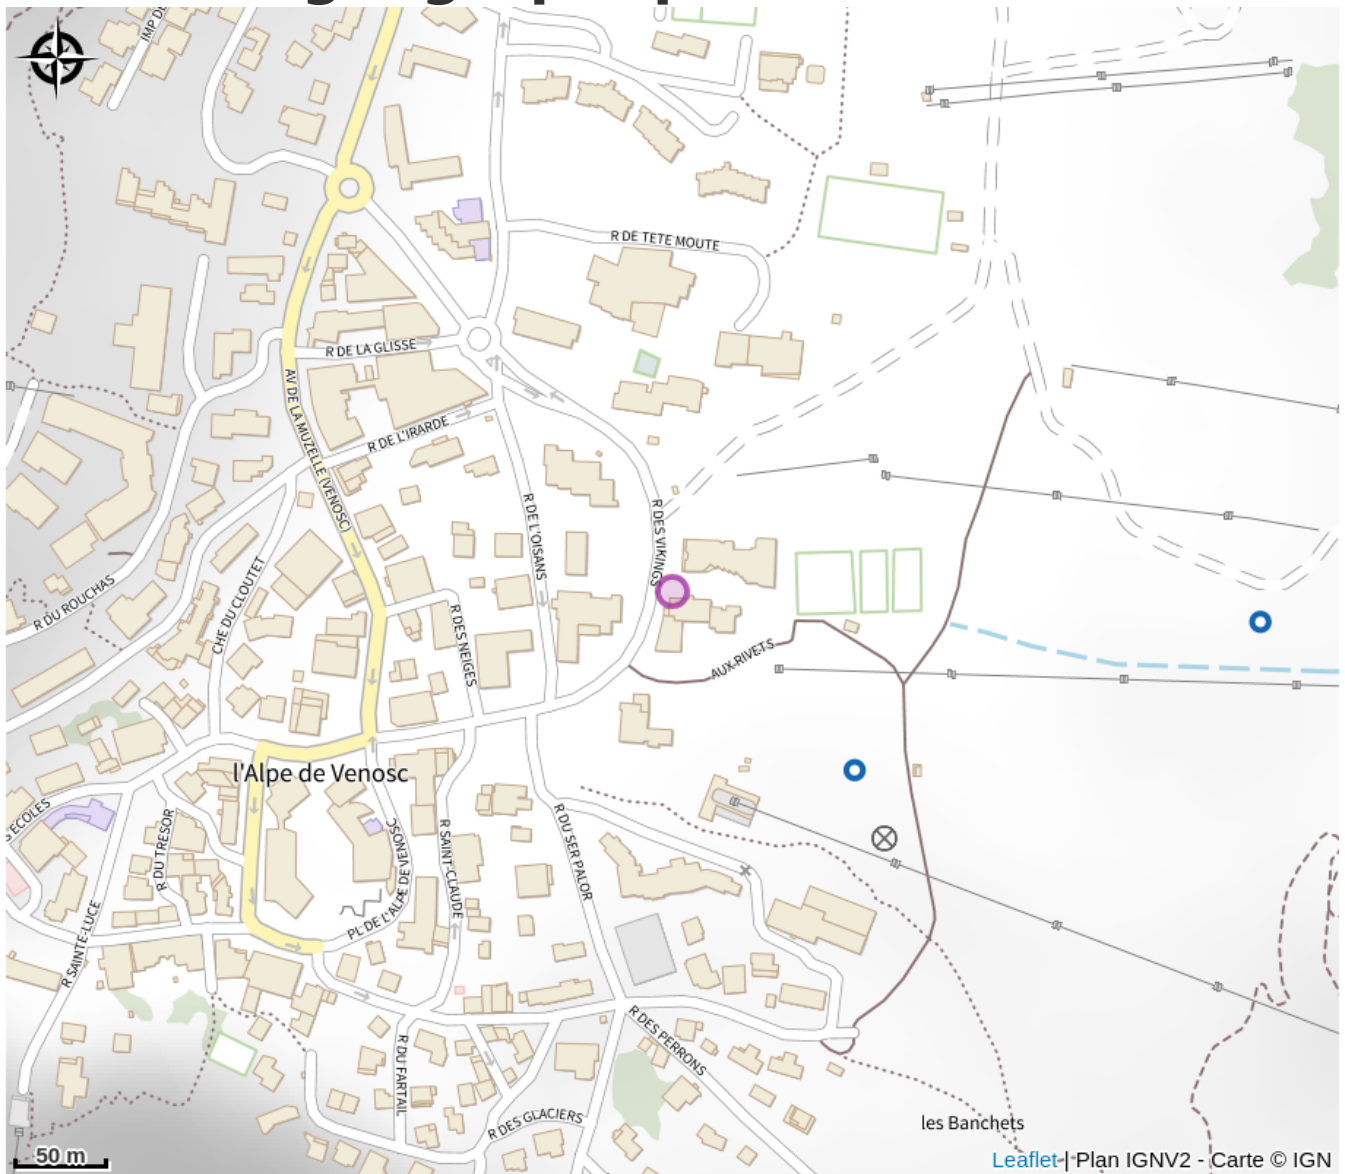 IMP DE
R DE TETE MOUTE
R DE LA GLISSE
AV DE LA MUZELLE (VENOSC)
R DE L'IRARDE
R DE L'OISANS
R DES VIKINGS
CHE DU CLOUTET
R DU ROUCHAS
R DES NEIGES
AUX RIVETS
l'Alpe de Venosc
S ECOLES
R DU TRESOR
R SAINT-CLAUDE
PL DE L'ALPE DE VENOSC
R DU SER PALOR
R SAINTE-LUCE
R DES PERRONS
R DU FARTAIL
R DES GLACIERS
les Banchets
50 m
Leaflet | Plan IGNV2 - Carte © IGN